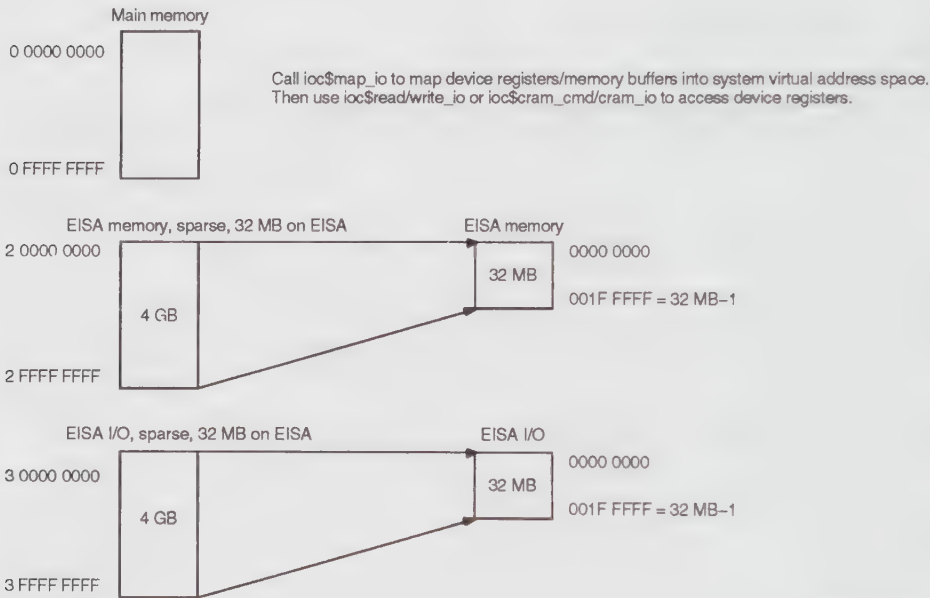 Main memory
0 0000 0000
Call ioc$map_io to map device registers/memory buffers into system virtual address space.
Then use ioc$read/write_io or ioc$cram_cmd/cram_io to access device registers.
0 FFFF FFFF
EISA memory, sparse, 32 MB on EISA
EISA memory
2 0000 0000
0000 0000
32 MB
001F FFFF = 32 MB–1
4 GB
2 FFFF FFFF
EISA I/O, sparse, 32 MB on EISA
EISA I/O
3 0000 0000
0000 0000
32 MB
001F FFFF = 32 MB–1
4 GB
3 FFFF FFFF